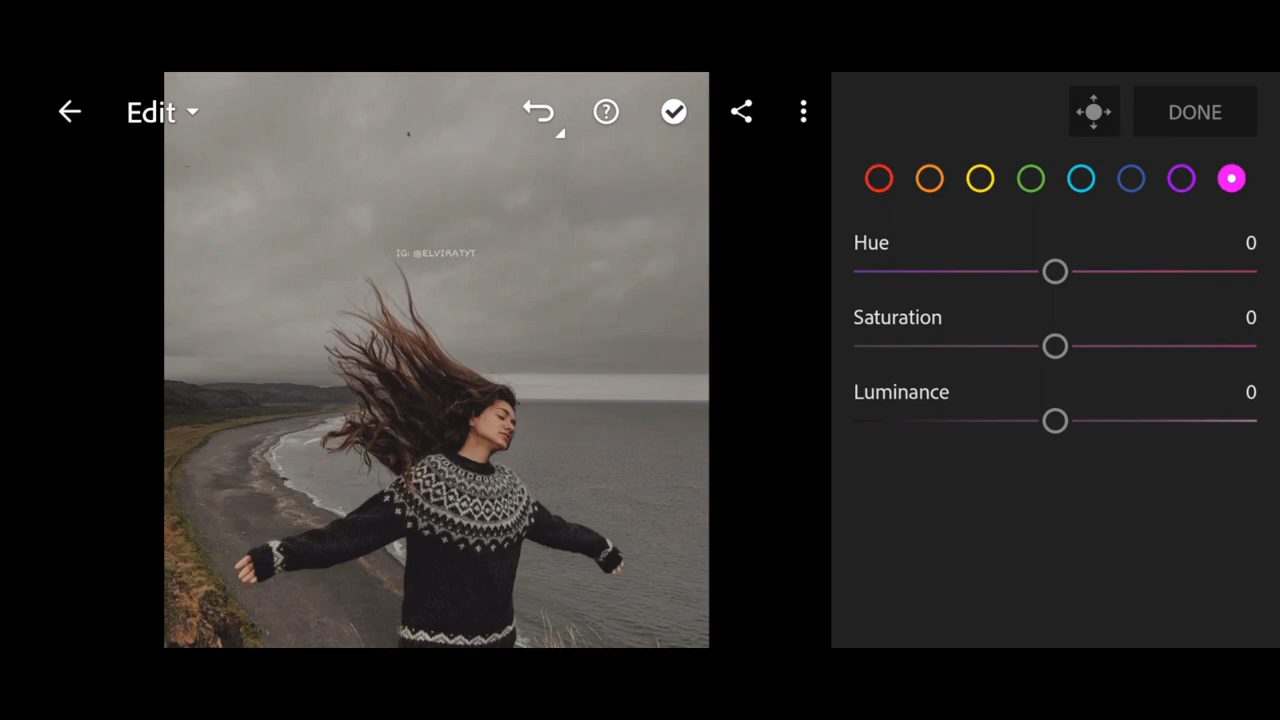 Edit
DONE
IG: @ELVIRATYT
Hue 0
Saturation 0
Luminance 0